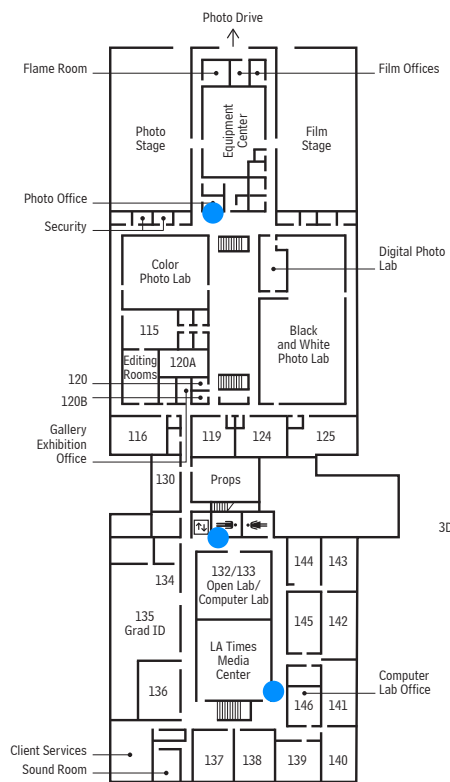 Photo Drive
Flame Room
Film Offices
Equipment
Center
Photo
Stage
Film
Stage
Photo Office
Security
Color
Photo Lab
Digital Photo
Lab
115
Black
and White
Photo Lab
Editing
Rooms
120A
120
120B
Gallery
Exhibition
Office
116
119
124
125
130
Props
3D
132/133
Open Lab/
Computer Lab
144
143
134
135
Grad ID
145
142
LA Times
Media
Center
136
Computer
Lab Office
146
141
Client Services
Sound Room
137
138
139
140